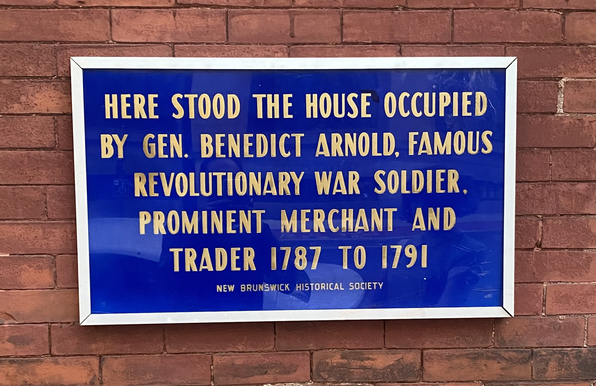 HERE STOOD THE HOUSE OCCUPIED
BY GEN. BENEDICT ARNOLD, FAMOUS
REVOLUTIONARY WAR SOLDIER,
PROMINENT MERCHANT AND
TRADER 1787 TO 1791
NEW BRUNSWICK HISTORICAL SOCIETY